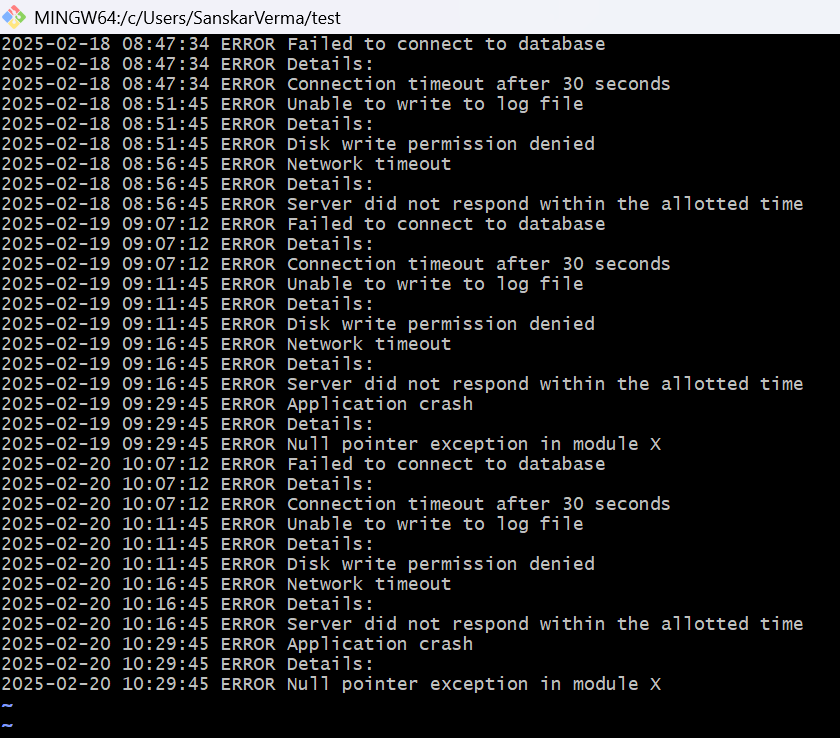 MINGW64:/c/Users/SanskarVerma/test
2025-02-18 08:47:34 ERROR Failed to connect to database
2025-02-18 08:47:34 ERROR Details:
2025-02-18 08:47:34 ERROR Connection timeout after 30 seconds
2025-02-18 08:51:45 ERROR Unable to write to log file
2025-02-18 08:51:45 ERROR Details:
2025-02-18 08:51:45 ERROR Disk write permission denied
2025-02-18 08:56:45 ERROR Network timeout
2025-02-18 08:56:45 ERROR Details:
2025-02-18 08:56:45 ERROR Server did not respond within the allotted time
2025-02-19 09:07:12 ERROR Failed to connect to database
2025-02-19 09:07:12 ERROR Details:
2025-02-19 09:07:12 ERROR Connection timeout after 30 seconds
2025-02-19 09:11:45 ERROR Unable to write to log file
2025-02-19 09:11:45 ERROR Details:
2025-02-19 09:11:45 ERROR Disk write permission denied
2025-02-19 09:16:45 ERROR Network timeout
2025-02-19 09:16:45 ERROR Details:
2025-02-19 09:16:45 ERROR Server did not respond within the allotted time
2025-02-19 09:29:45 ERROR Application crash
2025-02-19 09:29:45 ERROR Details:
2025-02-19 09:29:45 ERROR Null pointer exception in module X
2025-02-20 10:07:12 ERROR Failed to connect to database
2025-02-20 10:07:12 ERROR Details:
2025-02-20 10:07:12 ERROR Connection timeout after 30 seconds
2025-02-20 10:11:45 ERROR Unable to write to log file
2025-02-20 10:11:45 ERROR Details:
2025-02-20 10:11:45 ERROR Disk write permission denied
2025-02-20 10:16:45 ERROR Network timeout
2025-02-20 10:16:45 ERROR Details:
2025-02-20 10:16:45 ERROR Server did not respond within the allotted time
2025-02-20 10:29:45 ERROR Application crash
2025-02-20 10:29:45 ERROR Details:
2025-02-20 10:29:45 ERROR Null pointer exception in module X
~
~